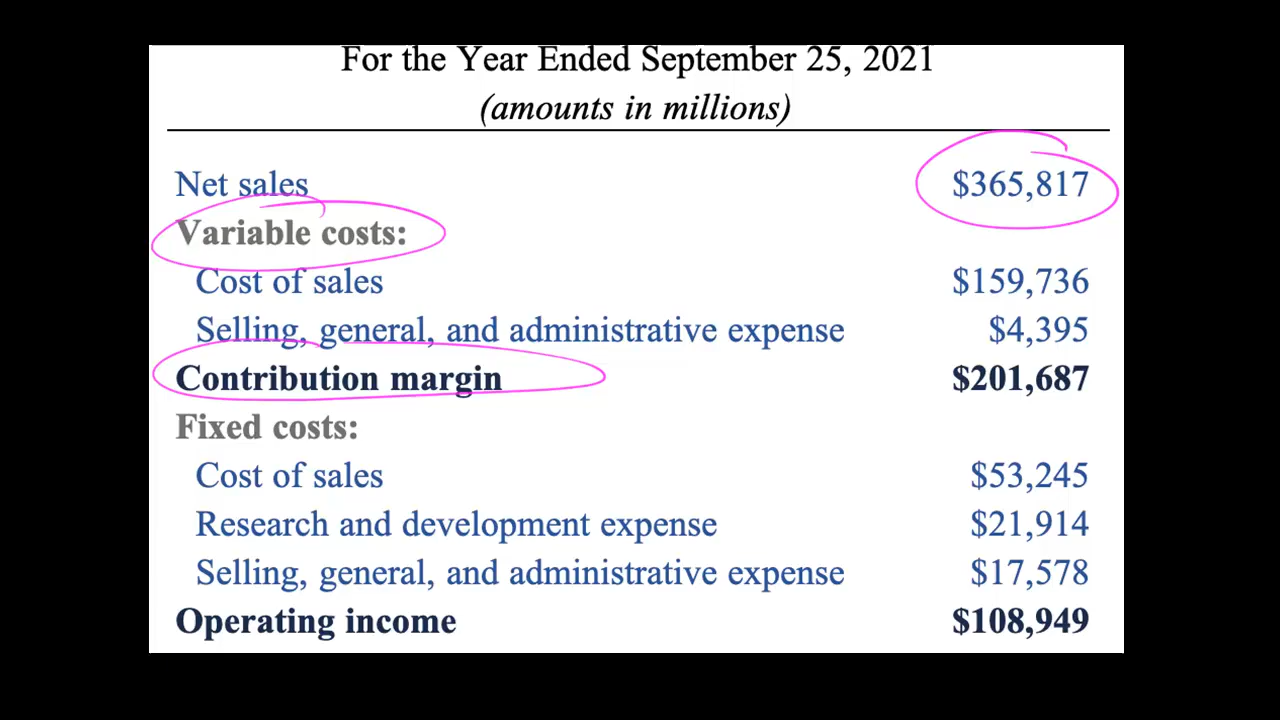 For the Year Ended September 25, 2021
(amounts in millions)
Net sales $365,817
Variable costs:
Cost of sales $159,736
Selling, general, and administrative expense $4,395
Contribution margin $201,687
Fixed costs:
Cost of sales $53,245
Research and development expense $21,914
Selling, general, and administrative expense $17,578
Operating income $108,949